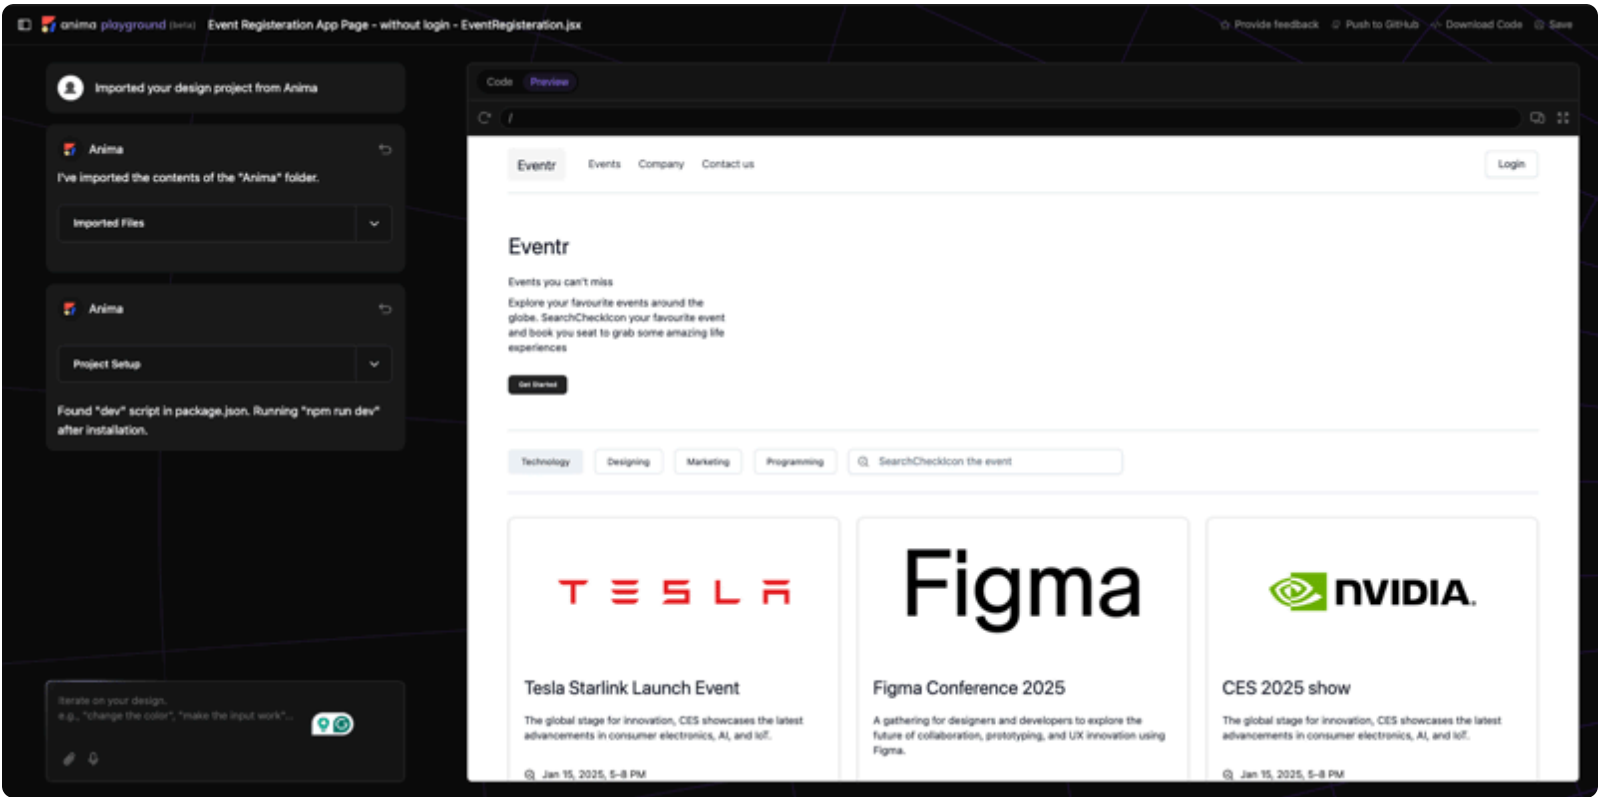 anima playground (beta) Event Registeration App Page - without login - EventRegisteration.jsx
Provide feedback Push to GitHub Download Code Save
Imported your design project from Anima
Anima
I've imported the contents of the "Anima" folder.
Imported Files
Anima
Project Setup
Found "dev" script in package.json. Running "npm run dev"
after installation.
Iterate on your design.
e.g., "change the color", "make the input work"...
Code Preview
/
Eventr Events Company Contact us Login
Eventr
Events you can't miss
Explore your favourite events around the
globe. SearchCheckIcon your favourite event
and book you seat to grab some amazing life
experiences
Get Started
Technology Designing Marketing Programming SearchCheckIcon the event
TESLA
Tesla Starlink Launch Event
The global stage for innovation, CES showcases the latest
advancements in consumer electronics, AI, and IoT.
Jan 15, 2025, 5-8 PM
Figma
Figma Conference 2025
A gathering for designers and developers to explore the
future of collaboration, prototyping, and UX innovation using
Figma.
NVIDIA.
CES 2025 show
The global stage for innovation, CES showcases the latest
advancements in consumer electronics, AI, and IoT.
Jan 15, 2025, 5-8 PM